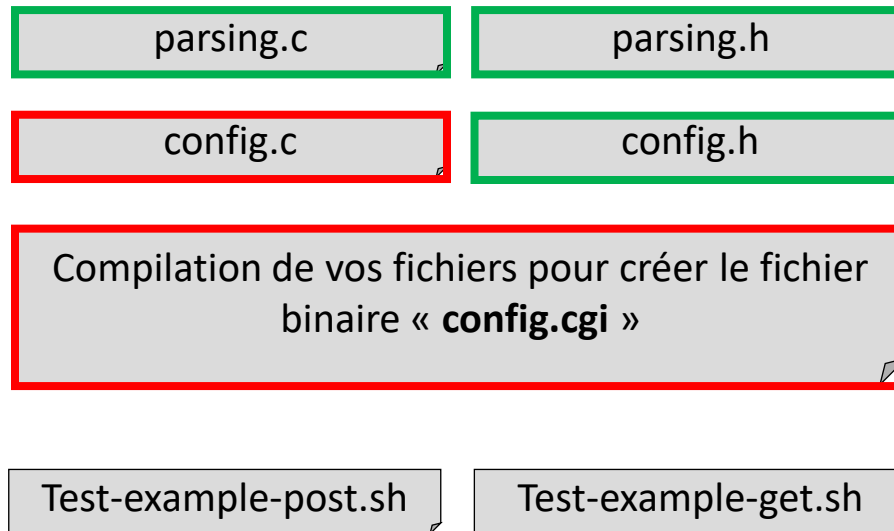 parsing.c
parsing.h
config.c
config.h
Compilation de vos fichiers pour créer le fichier
binaire « config.cgi »
Test-example-post.sh
Test-example-get.sh